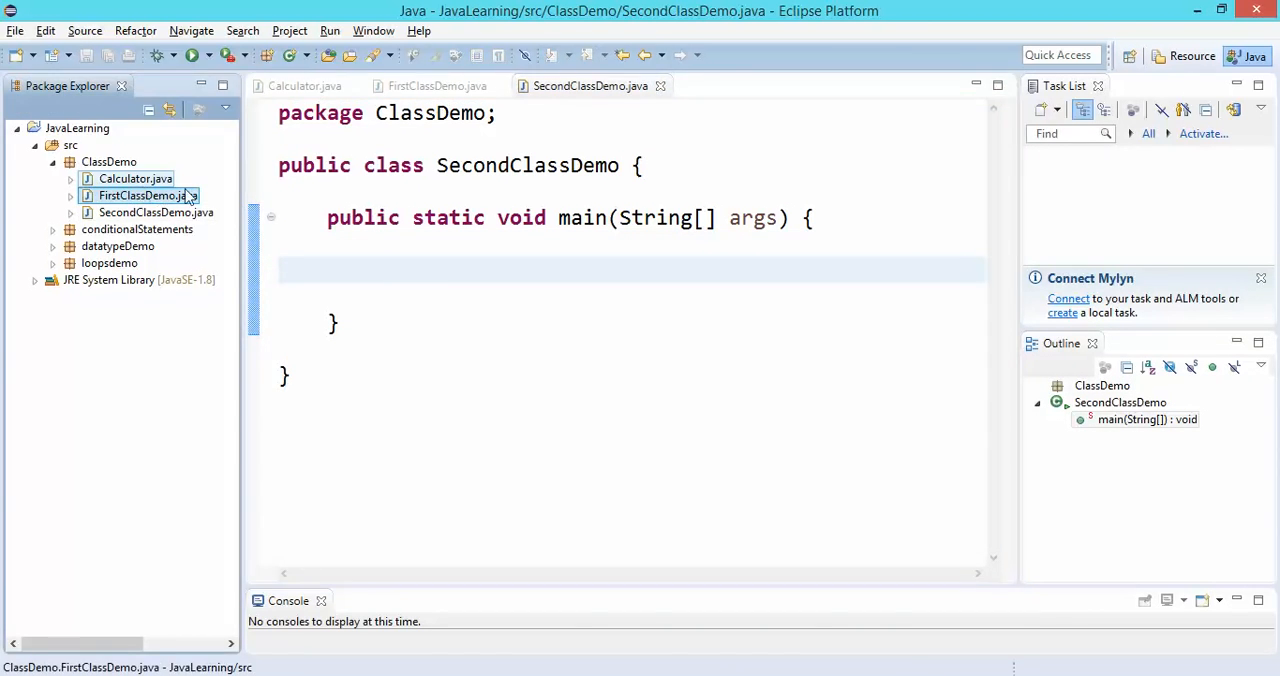 Java - JavaLearning/src/ClassDemo/SecondClassDemo.java - Eclipse Platform
File Edit Source Refactor Navigate Search Project Run Window Help
Quick Access Resource Java
Package Explorer
JavaLearning
src
ClassDemo
Calculator.java
FirstClassDemo.java
SecondClassDemo.java
conditionalStatements
datatypeDemo
loopsdemo
JRE System Library [JavaSE-1.8]
Calculator.java FirstClassDemo.java SecondClassDemo.java
package ClassDemo;
public class SecondClassDemo {
public static void main(String[] args) {
}
}
Console
No consoles to display at this time.
Task List
Find All Activate...
Connect Mylyn
Connect to your task and ALM tools or
create a local task.
Outline
ClassDemo
SecondClassDemo
main(String[]) : void
ClassDemo.FirstClassDemo.java - JavaLearning/src